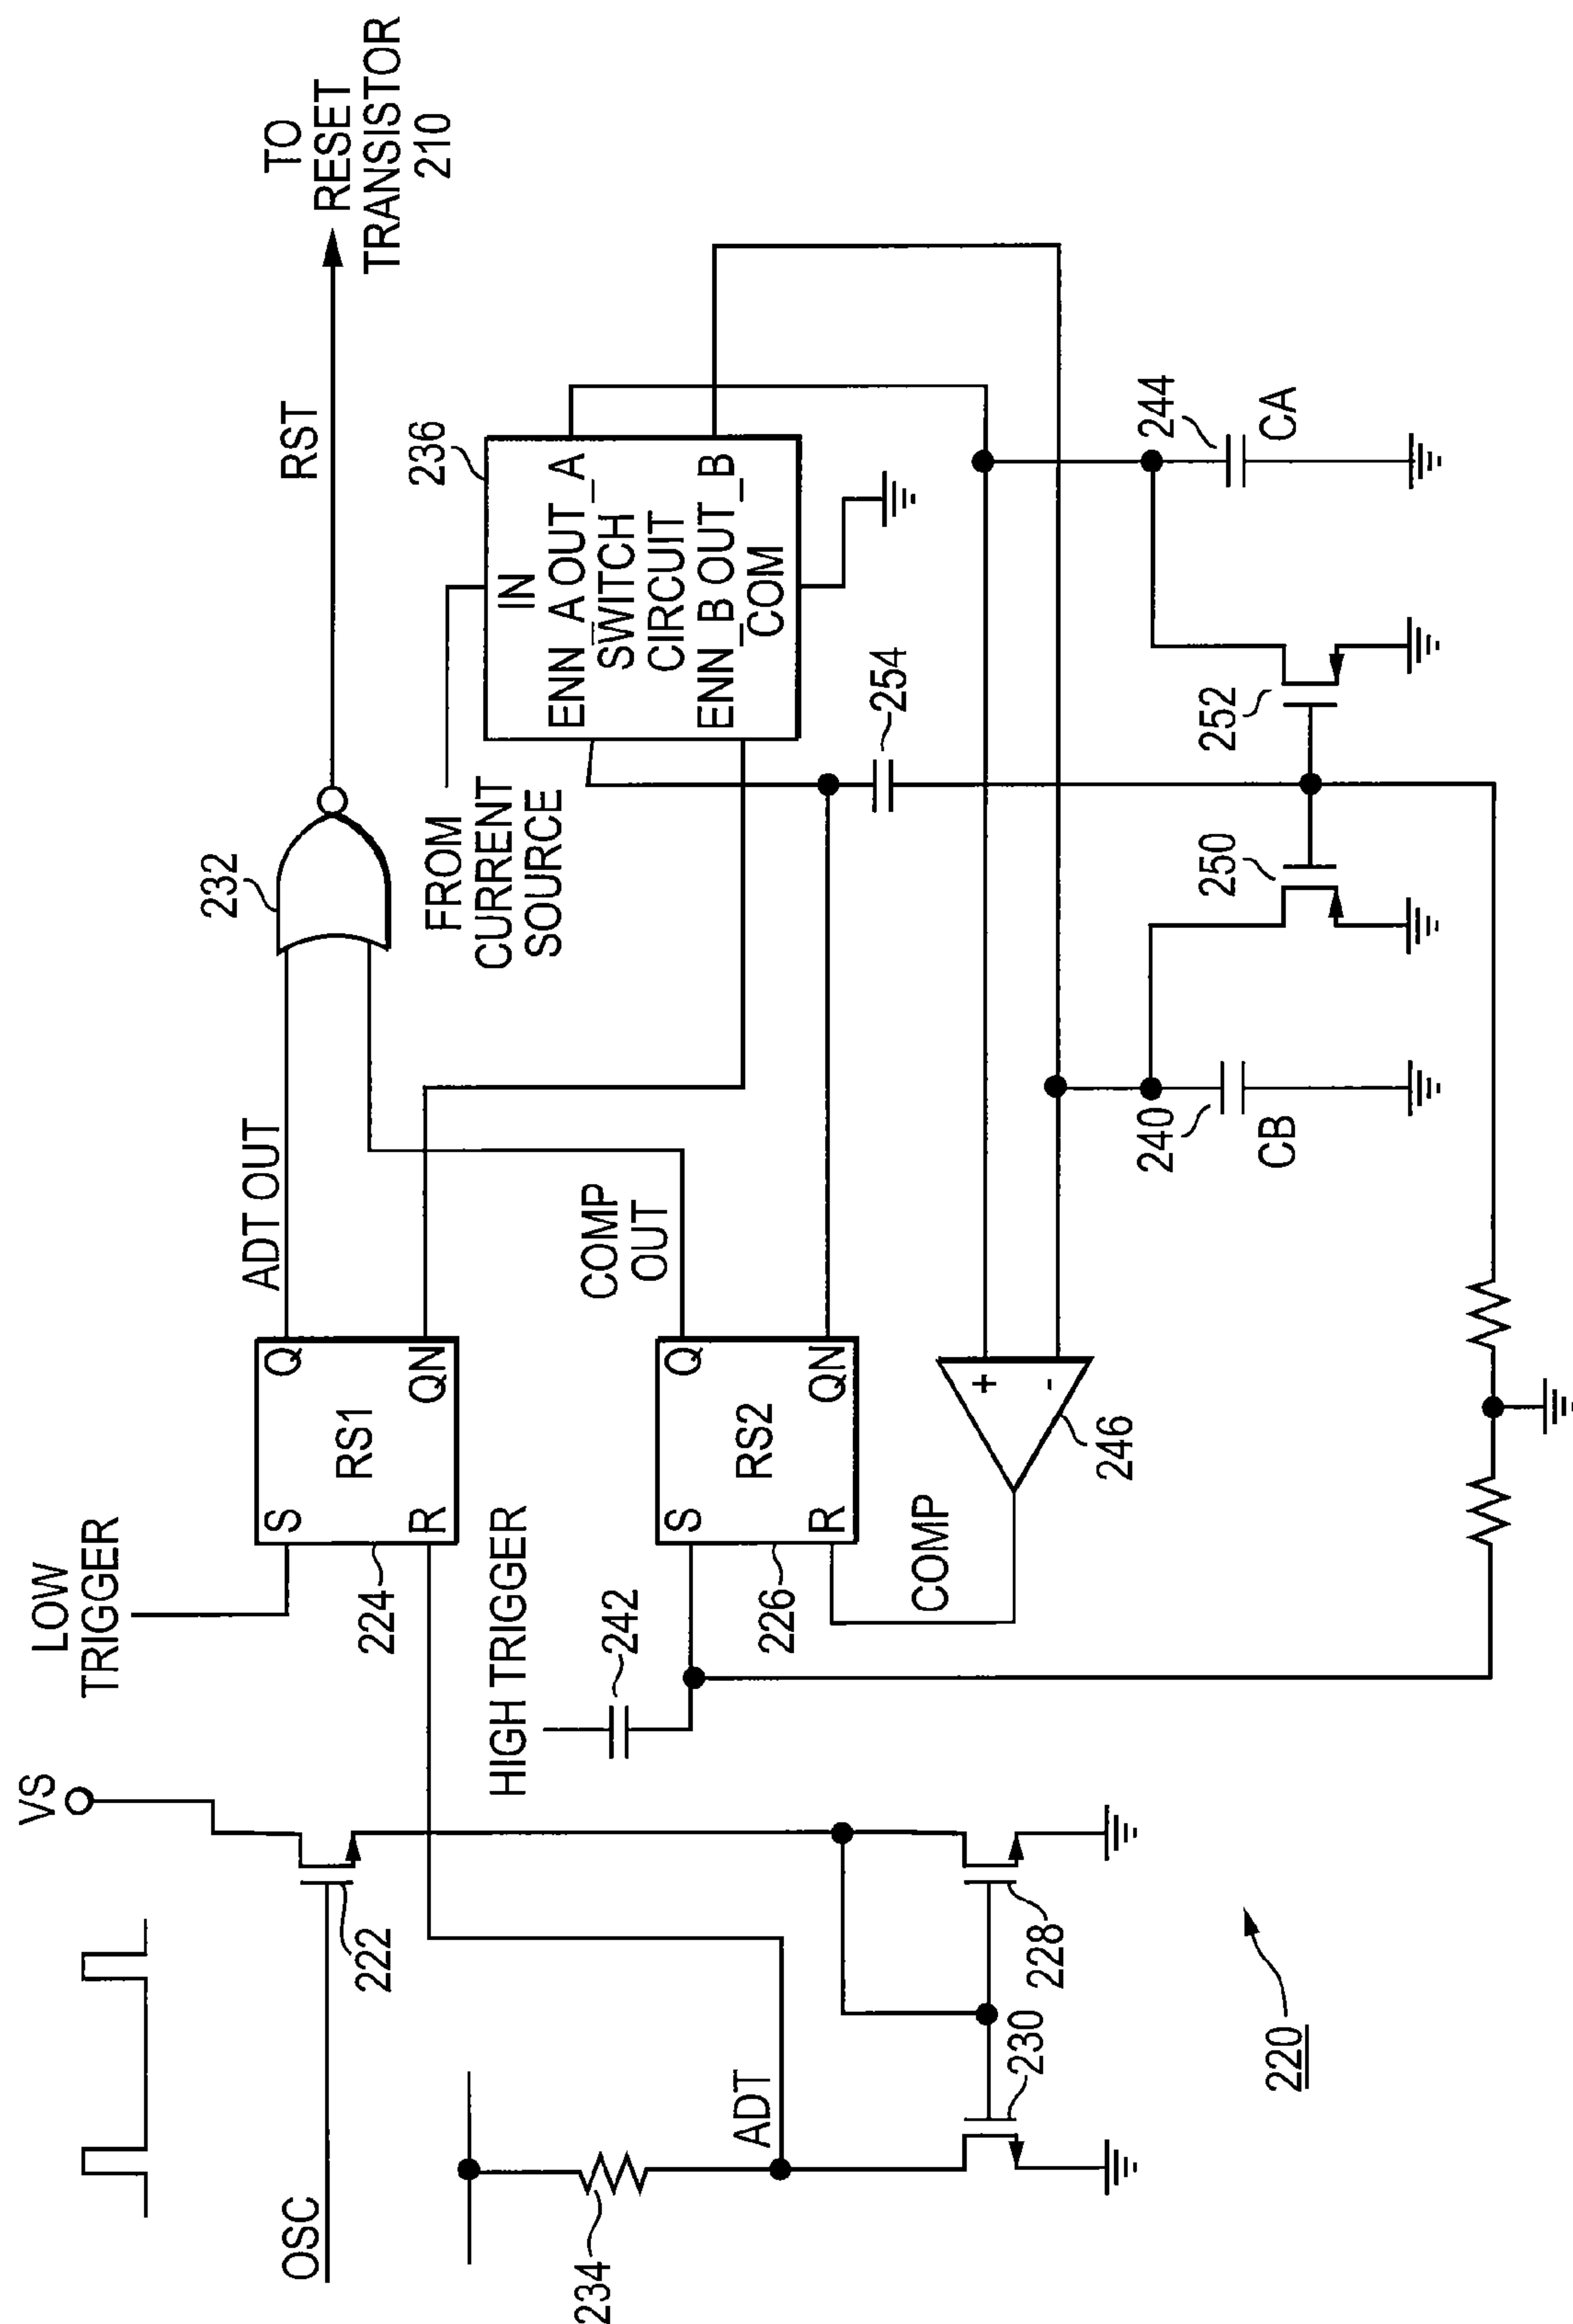 TO
RESET
TRANSISTOR
210
RST
232
236
FROM
CURRENT
SOURCE
IN
ENN_A OUT_A
SWITCH
CIRCUIT
ENN_B OUT_B
COM
254
244
CA
252
250
240
CB
ADT OUT
COMP
OUT
LOW
TRIGGER
S
Q
RS1
R
QN
224
HIGH TRIGGER
242
S
Q
RS2
R
QN
226
COMP
+
-
246
VS
222
OSC
234
ADT
230
228
220